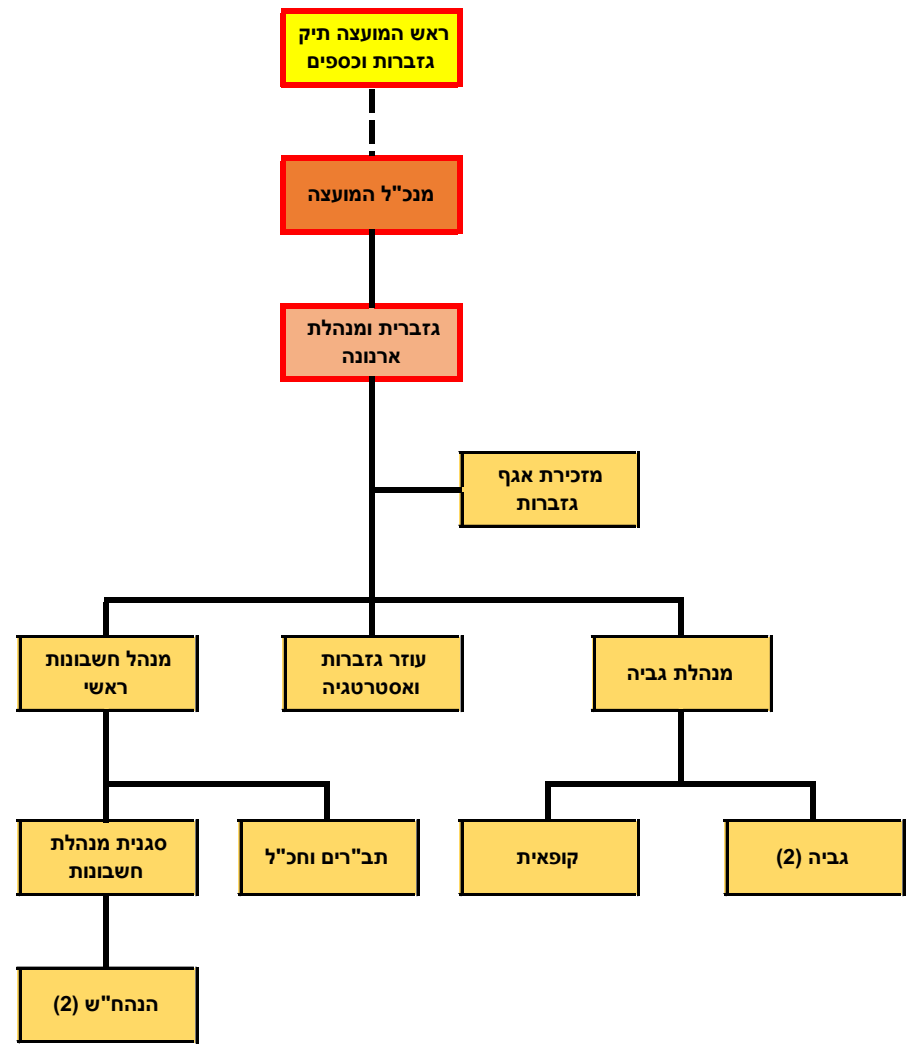 ראש המועצה תיק
גזברות וכספים
מנכ"ל המועצה
גזברית ומנהלת
ארנונה
מזכירת אגף
גזברות
מנהלת גביה
עוזר גזברות
ואסטרטגיה
מנהל חשבונות
ראשי
גביה (2)
קופאית
תב"רים וחכ"ל
סגנית מנהלת
חשבונות
הנהח"ש (2)